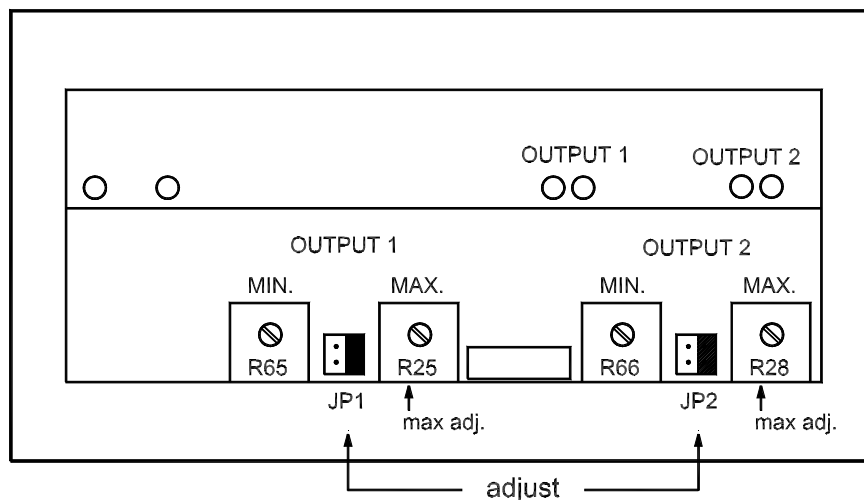 OUTPUT 1 OUTPUT 2
OUTPUT 1 OUTPUT 2
MIN. MAX. MIN. MAX.
R65 R25 R66 R28
JP1 JP2
max adj. max adj.
adjust